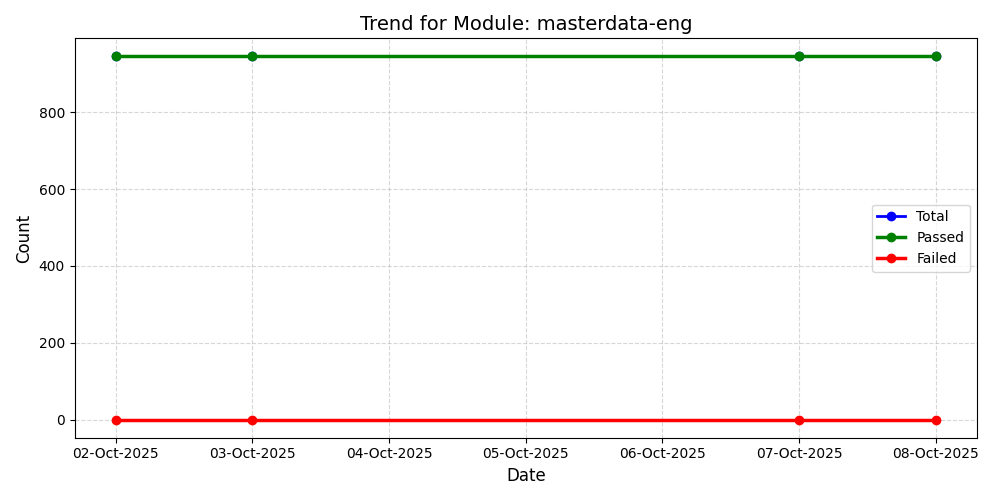 Trend for Module: masterdata-eng
800
600
400
200
0
Count
Total
Passed
Failed
02-Oct-2025 03-Oct-2025 04-Oct-2025 05-Oct-2025 06-Oct-2025 07-Oct-2025 08-Oct-2025
Date